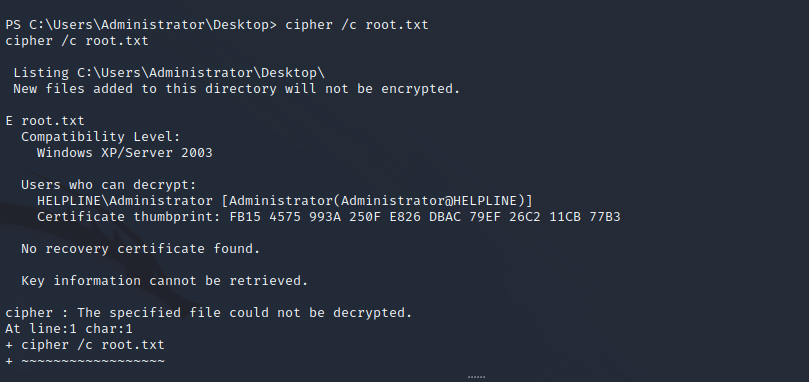 PS C:\Users\Administrator\Desktop> cipher /c root.txt
cipher /c root.txt
Listing C:\Users\Administrator\Desktop\
New files added to this directory will not be encrypted.
E root.txt
Compatibility Level:
Windows XP/Server 2003
Users who can decrypt:
HELPLINE\Administrator [Administrator(Administrator@HELPLINE)]
Certificate thumbprint: FB15 4575 993A 250F E826 DBAC 79EF 26C2 11CB 77B3
No recovery certificate found.
Key information cannot be retrieved.
cipher : The specified file could not be decrypted.
At line:1 char:1
+ cipher /c root.txt
+ ~~~~~~~~~~~~~~~~~~